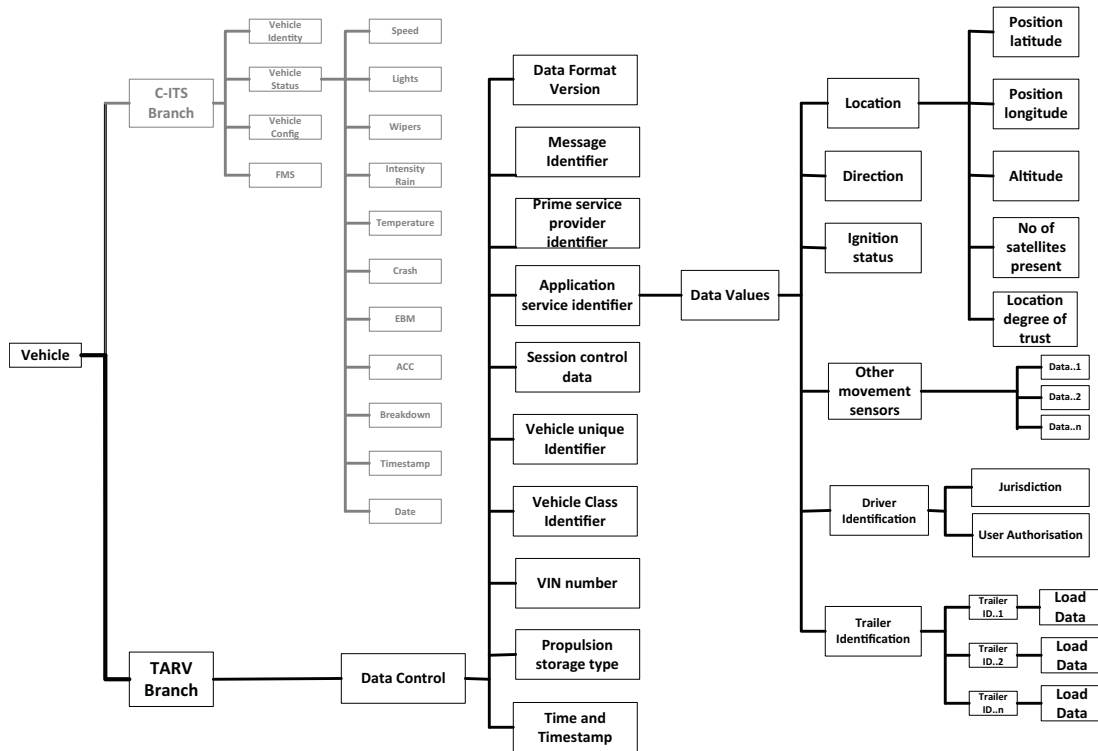 Vehicle
C-ITS
Branch
Vehicle
Identity
Vehicle
Status
Vehicle
Config
FMS
Speed
Lights
Wipers
Intensity
Rain
Temperature
Crash
EBM
ACC
Breakdown
Timestamp
Date
TARV
Branch
Data Control
Data Format
Version
Message
Identifier
Prime service
provider
identifier
Application
service identifier
Session control
data
Vehicle unique
Identifier
Vehicle Class
Identifier
VIN number
Propulsion
storage type
Time and
Timestamp
Data Values
Location
Position
latitude
Position
longitude
Altitude
No of
satellites
present
Location
degree of
trust
Direction
Ignition
status
Other
movement
sensors
Data..1
Data..2
Data..n
Driver
Identification
Jurisdiction
User Authorisation
Trailer
Identification
Trailer
ID..1
Load
Data
Trailer
ID..2
Load
Data
Trailer
ID..n
Load
Data